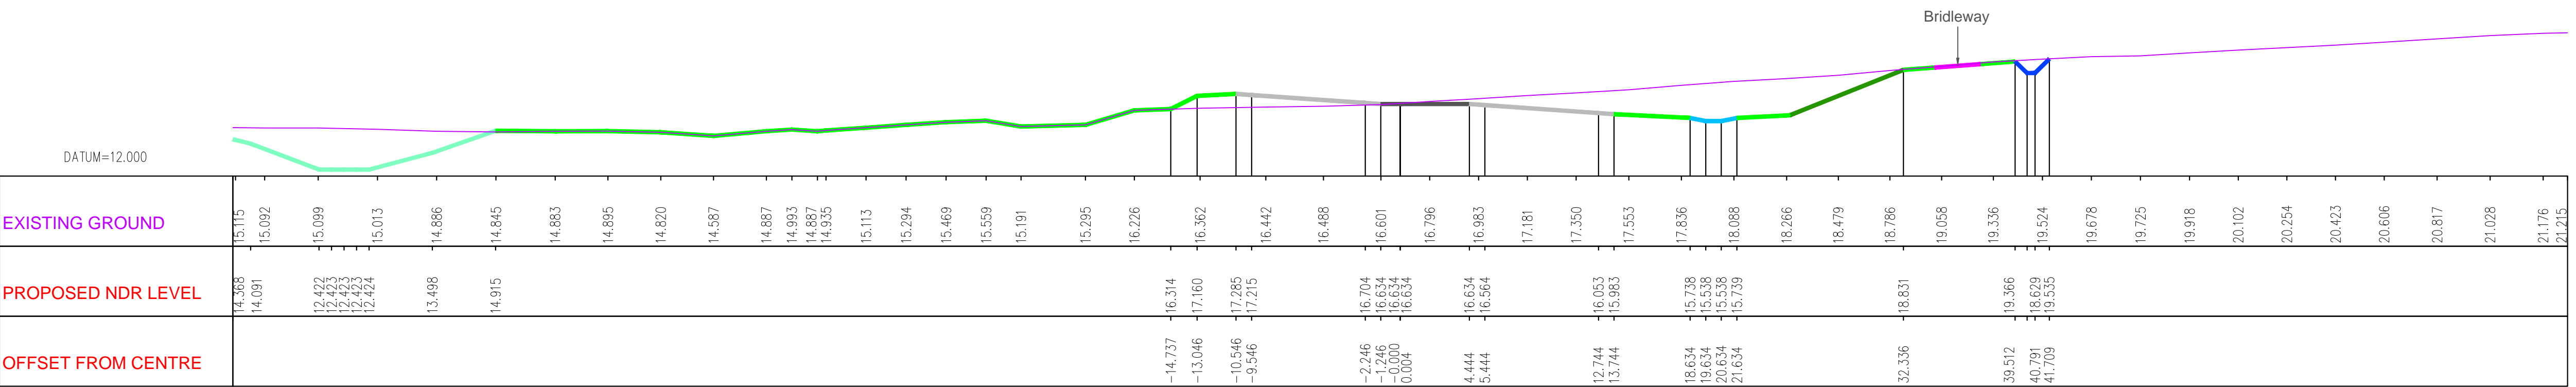 Bridleway
DATUM=12.000
EXISTING GROUND 15.115 15.092 15.099 15.013 14.886 14.845 14.883 14.895 14.820 14.587 14.887 14.993 14.887 14.935 15.113 15.294 15.469 15.559 15.191 15.295 16.226 16.362 16.442 16.488 16.601 16.796 16.983 17.181 17.350 17.553 17.836 18.088 18.266 18.479 18.786 19.058 19.336 19.524 19.678 19.725 19.918 20.102 20.254 20.423 20.606 20.817 21.028 21.176 21.215
PROPOSED NDR LEVEL 14.368 14.091 12.422 12.423 12.423 12.423 12.424 13.498 14.915 16.314 17.160 17.285 17.215 16.704 16.634 16.634 16.634 16.634 16.564 16.053 15.983 15.738 15.538 15.538 15.739 18.831 19.366 18.629 19.535
OFFSET FROM CENTRE -14.737 -13.046 -10.546 -9.546 -2.246 -1.246 -0.000 0.004 4.444 5.444 12.744 13.744 18.634 19.634 20.634 21.634 32.336 39.512 40.791 41.709